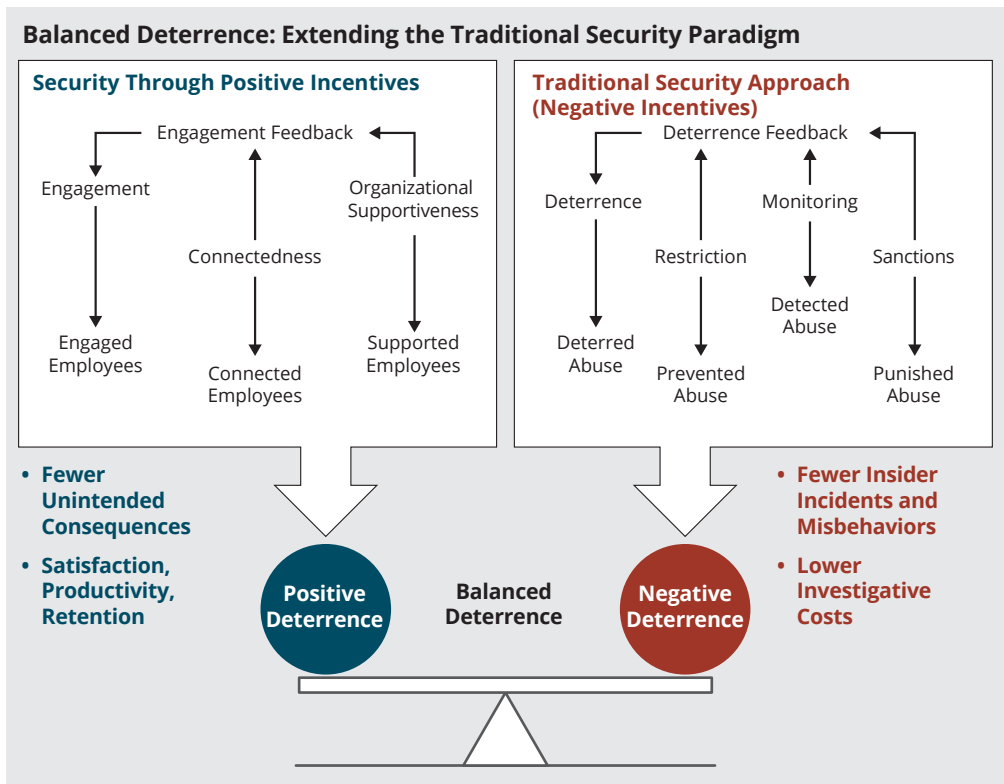 Balanced Deterrence: Extending the Traditional Security Paradigm
Security Through Positive Incentives
Engagement Feedback
Engagement
Organizational
Supportiveness
Connectedness
Engaged
Employees
Supported
Employees
Connected
Employees
Traditional Security Approach
(Negative Incentives)
Deterrence Feedback
Deterrence
Monitoring
Restriction
Sanctions
Detected
Abuse
Deterred
Abuse
Prevented
Abuse
Punished
Abuse
• Fewer
Unintended
Consequences
• Satisfaction,
Productivity,
Retention
Positive
Deterrence
Balanced
Deterrence
Negative
Deterrence
• Fewer Insider
Incidents and
Misbehaviors
• Lower
Investigative
Costs